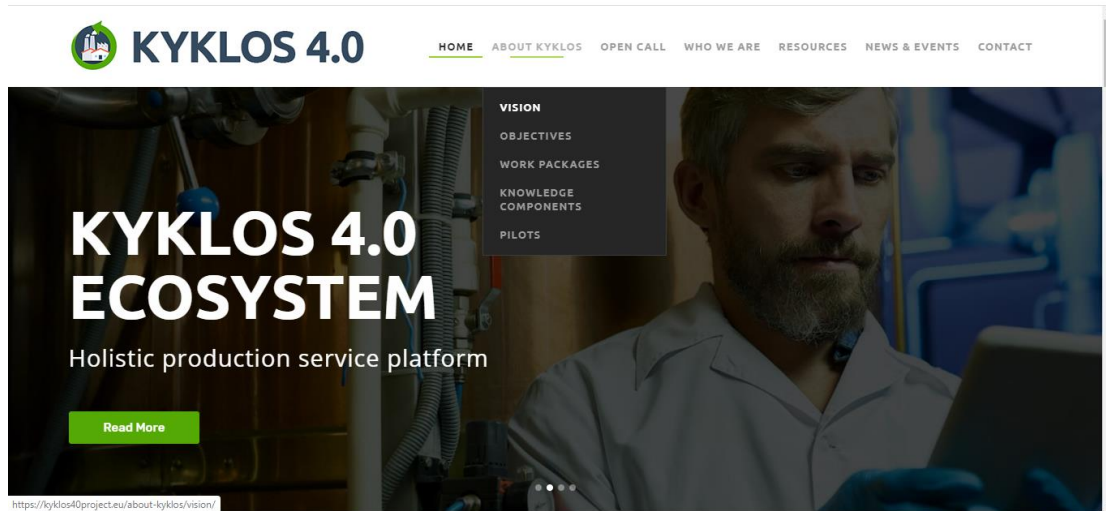 KYKLOS 4.0
HOME ABOUT KYKLOS OPEN CALL WHO WE ARE RESOURCES NEWS & EVENTS CONTACT
VISION
OBJECTIVES
WORK PACKAGES
KNOWLEDGE
COMPONENTS
PILOTS
KYKLOS 4.0
ECOSYSTEM
Holistic production service platform
Read More
https://kyklos40project.eu/about-kyklos/vision/